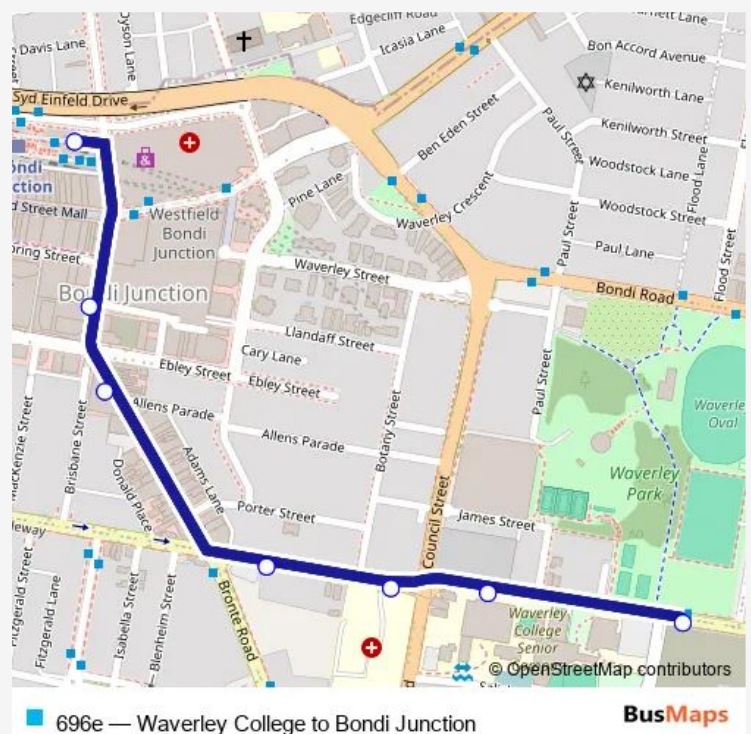 Edgecliff Road
Davis Lane
Dyson Lane
Icasia Lane
Bon Accord Avenue
Syd Einfeld Drive
Kenilworth Lane
Ben Eden Street
Paul Street
Kenilworth Street
Woodstock Lane
Flood Lane
Pine Lane
Waverley Crescent
Woodstock Street
d Street Mall
Westfield
Bondi
Junction
Paul Street
Paul Lane
Flood Street
Waverley Street
Bondi Junction
Bondi Road
Llandaff Street
Cary Lane
Ebley Street
Ebley Street
Paul Street
Allens Parade
Allens Parade
Botany Street
Waverle
Oval
MacKenzie Street
Brisbane Street
Donald Place
Adams Lane
Waverley
Park
Porter Street
Council Street
James Street
Fitzgerald Street
Fitzgerald Lane
Isabella Street
Blenheim Street
Bronte Road
Waverley
College
Senior
© OpenStreetMap contributors
696e — Waverley College to Bondi Junction
BusMaps